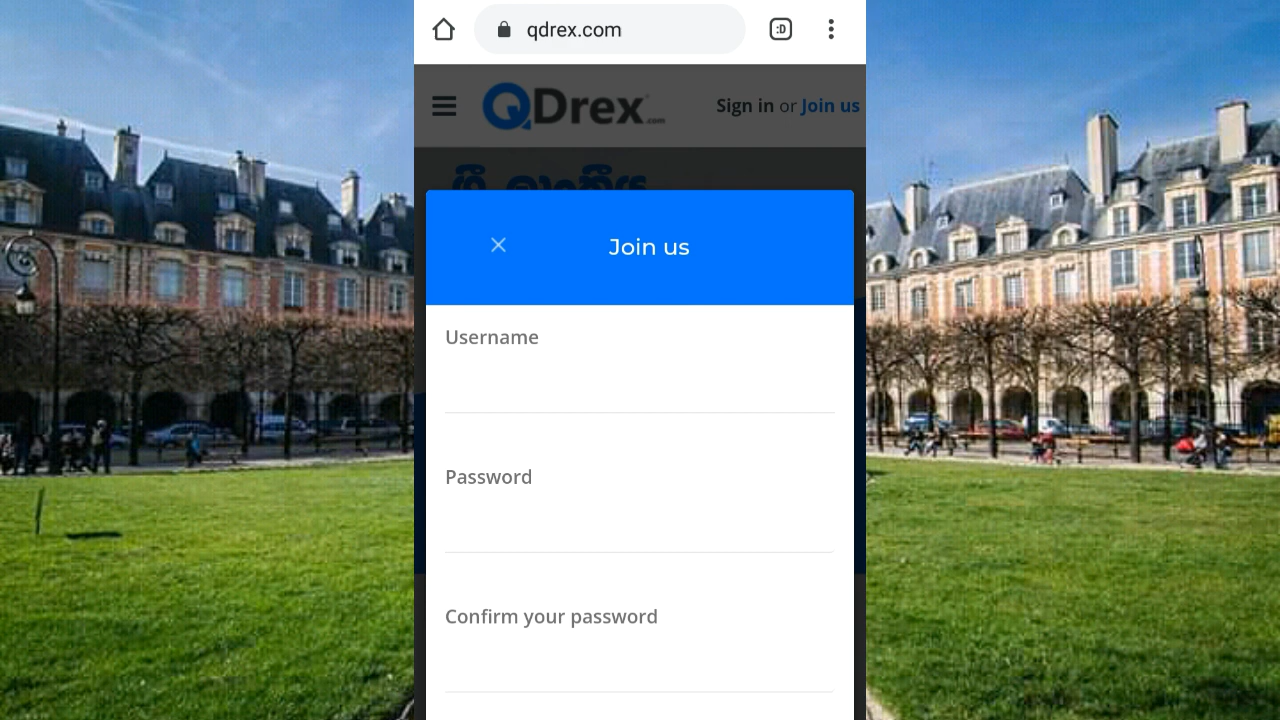 qdrex.com
:D
QDrex.com
Sign in or Join us
Join us
Username
Password
Confirm your password